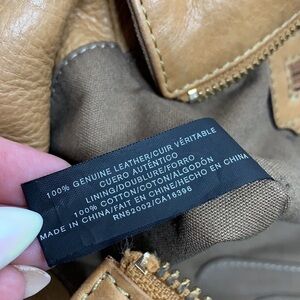 100% GENUINE LEATHER/CUIR VÉRITABLE
CUERO AUTÉNTICO
LINING/DOUBLURE/FORRO
100% COTTON/COTON/ALGODÓN
MADE IN CHINA/FAIT EN CHINE/HECHO EN CHINA
RN52002/CA16396